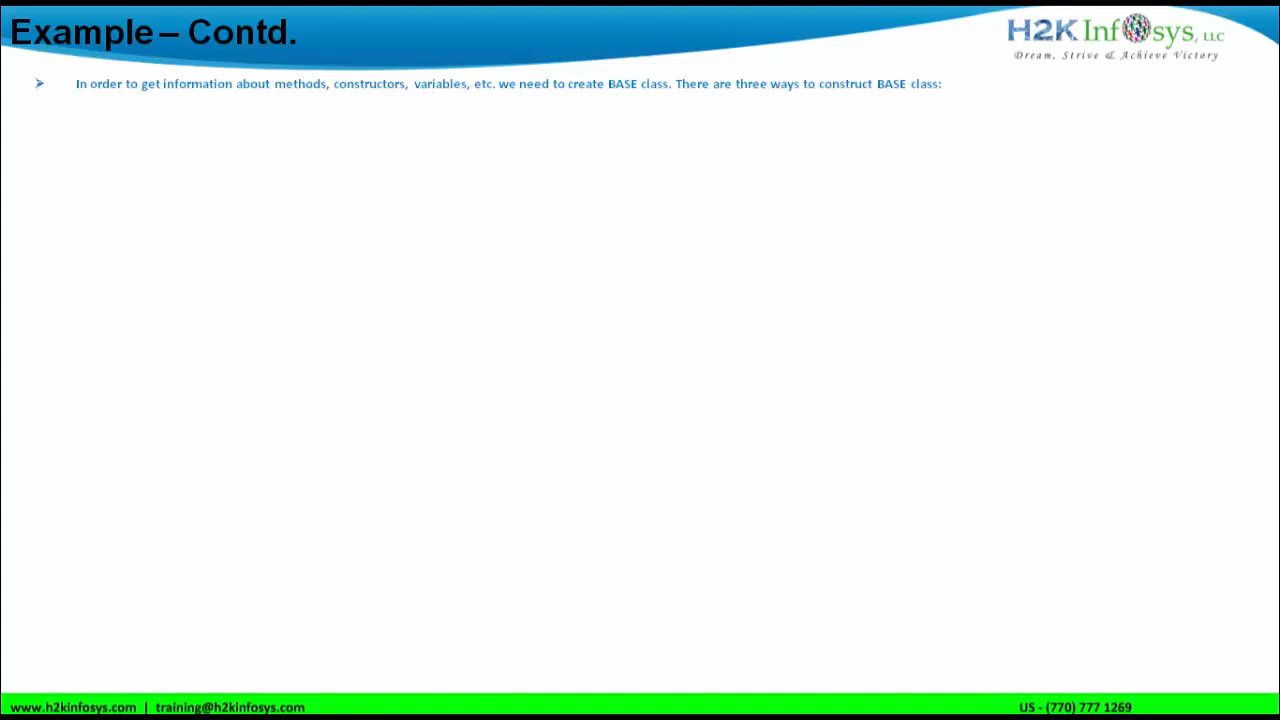 Example – Contd.
H2K Infosys, LLC
Dream, Strive & Achieve Victory
➢ In order to get information about methods, constructors, variables, etc. we need to create BASE class. There are three ways to construct BASE class:
www.h2kinfosys.com | training@h2kinfosys.com
US - (770) 777 1269